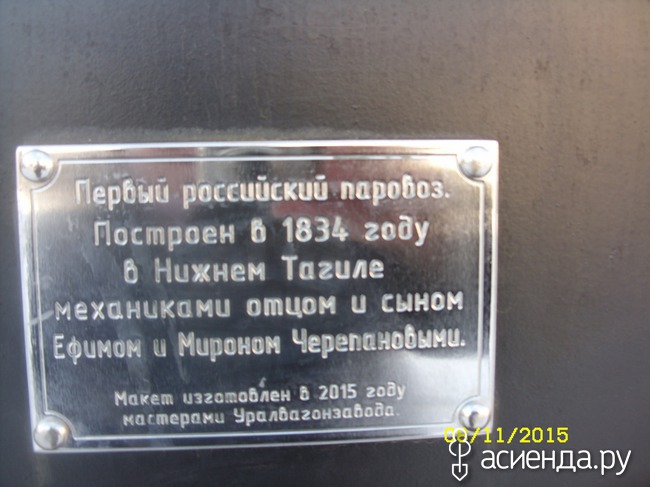 Первый российский паровоз.
Построен в 1834 году
в Нижнем Тагиле
механиками отцом и сыном
Ефимом и Мироном Черепановыми.
Макет изготовлен в 2015 году
мастерами Уралвагонзавода.
/11/2015
асиенда.ру